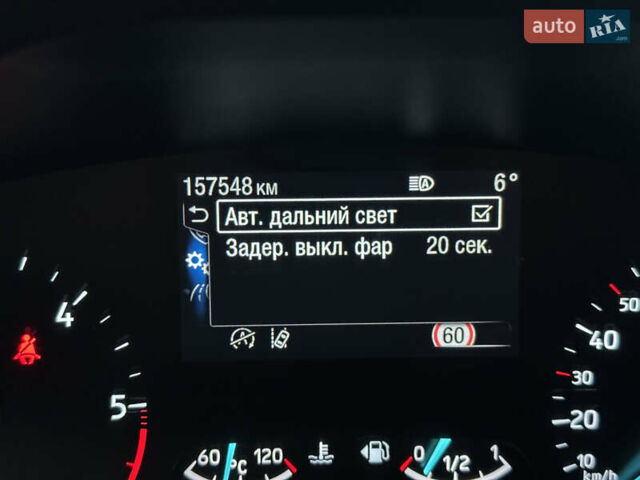 auto RIA.com
157548 км 6°
Авт. дальний свет
Задер. выкл. фар 20 сек.
60
4
5
60 °C 120
0 1/2 1
50
40
30
20
10
km/h